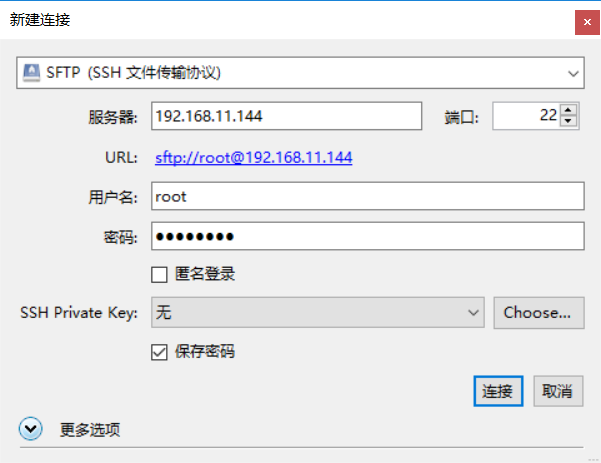 新建连接
SFTP (SSH 文件传输协议)
服务器: 192.168.11.144 端口: 22
URL: sftp://root@192.168.11.144
用户名: root
密码: ●●●●●●●●
匿名登录
SSH Private Key: 无 Choose...
保存密码
连接 取消
更多选项